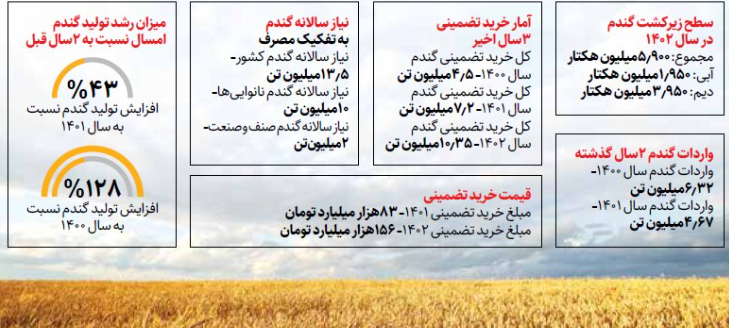 سطح زیرکشت گندم
در سال ۱۴۰۲
مجموع: ۵٫۹۰۰میلیون هکتار
آبی: ۱٫۹۵۰میلیون هکتار
دیم: ۳٫۹۵۰میلیون هکتار
واردات گندم ۲سال گذشته
واردات گندم سال ۱۴۰۰-
۶٫۳۲میلیون تن
واردات گندم سال ۱۴۰۱-
۴٫۶۷میلیون تن
آمار خرید تضمینی
۳سال اخیر
کل خرید تضمینی گندم
سال ۱۴۰۰-۴٫۵میلیون تن
کل خرید تضمینی گندم
سال ۱۴۰۱-۷٫۲میلیون تن
کل خرید تضمینی گندم
سال ۱۴۰۲-۱۰٫۳۵میلیون تن
نیاز سالانه گندم
به تفکیک مصرف
نیاز سالانه گندم کشور-
۱۳٫۵میلیون تن
نیاز سالانه گندم نانوایی‌ها-
۱۰میلیون تن
نیاز سالانه گندم صنف‌وصنعت-
۲میلیون‌تن
قیمت خرید تضمینی
مبلغ خرید تضمینی ۱۴۰۱-۸۳هزار میلیارد تومان
مبلغ خرید تضمینی ۱۴۰۲-۱۵۶هزار میلیارد تومان
میزان رشد تولید گندم
امسال نسبت به ۲سال قبل
%۴۳
افزایش تولید گندم نسبت
به سال ۱۴۰۱
%۱۲۸
افزایش تولید گندم نسبت
به سال ۱۴۰۰